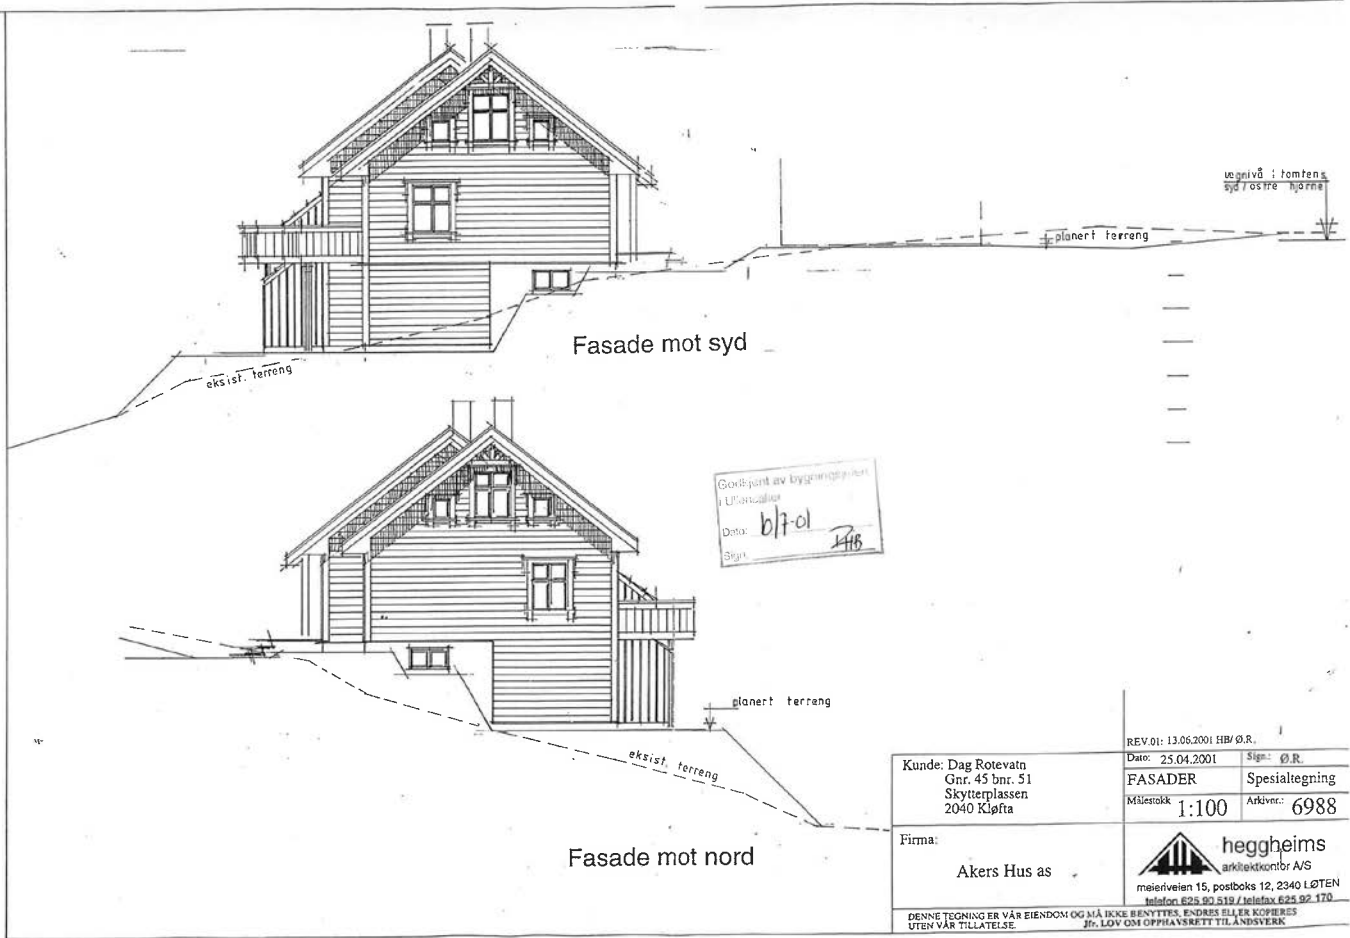 vegnivå i tomtens
syd / østre hjørne
planert terreng
Fasade mot syd
eksist. terreng
Godkjent av bygningssjefen
i Ullensaker
Dato: 6/7-01
Sign.
planert terreng
eksist. terreng
Fasade mot nord
REV.01: 13.06.2001 HB/ Ø.R.
Kunde: Dag Rotevatn
Gnr. 45 bnr. 51
Skytterplassen
2040 Kløfta
Dato: 25.04.2001 Sign.: Ø.R.
FASADER Spesialtegning
Målestokk 1:100 Arkivnr.: 6988
Firma:
Akers Hus as
heggheims
arkitektkontor A/S
meieriveien 15, postboks 12, 2340 LØTEN
telefon 625 90 519 / telefax 625 92 170
DENNE TEGNING ER VÅR EIENDOM OG MÅ IKKE BENYTTES, ENDRES ELLER KOPIERES
UTEN VÅR TILLATELSE. Jfr. LOV OM OPPHAVSRETT TIL ÅNDSVERK